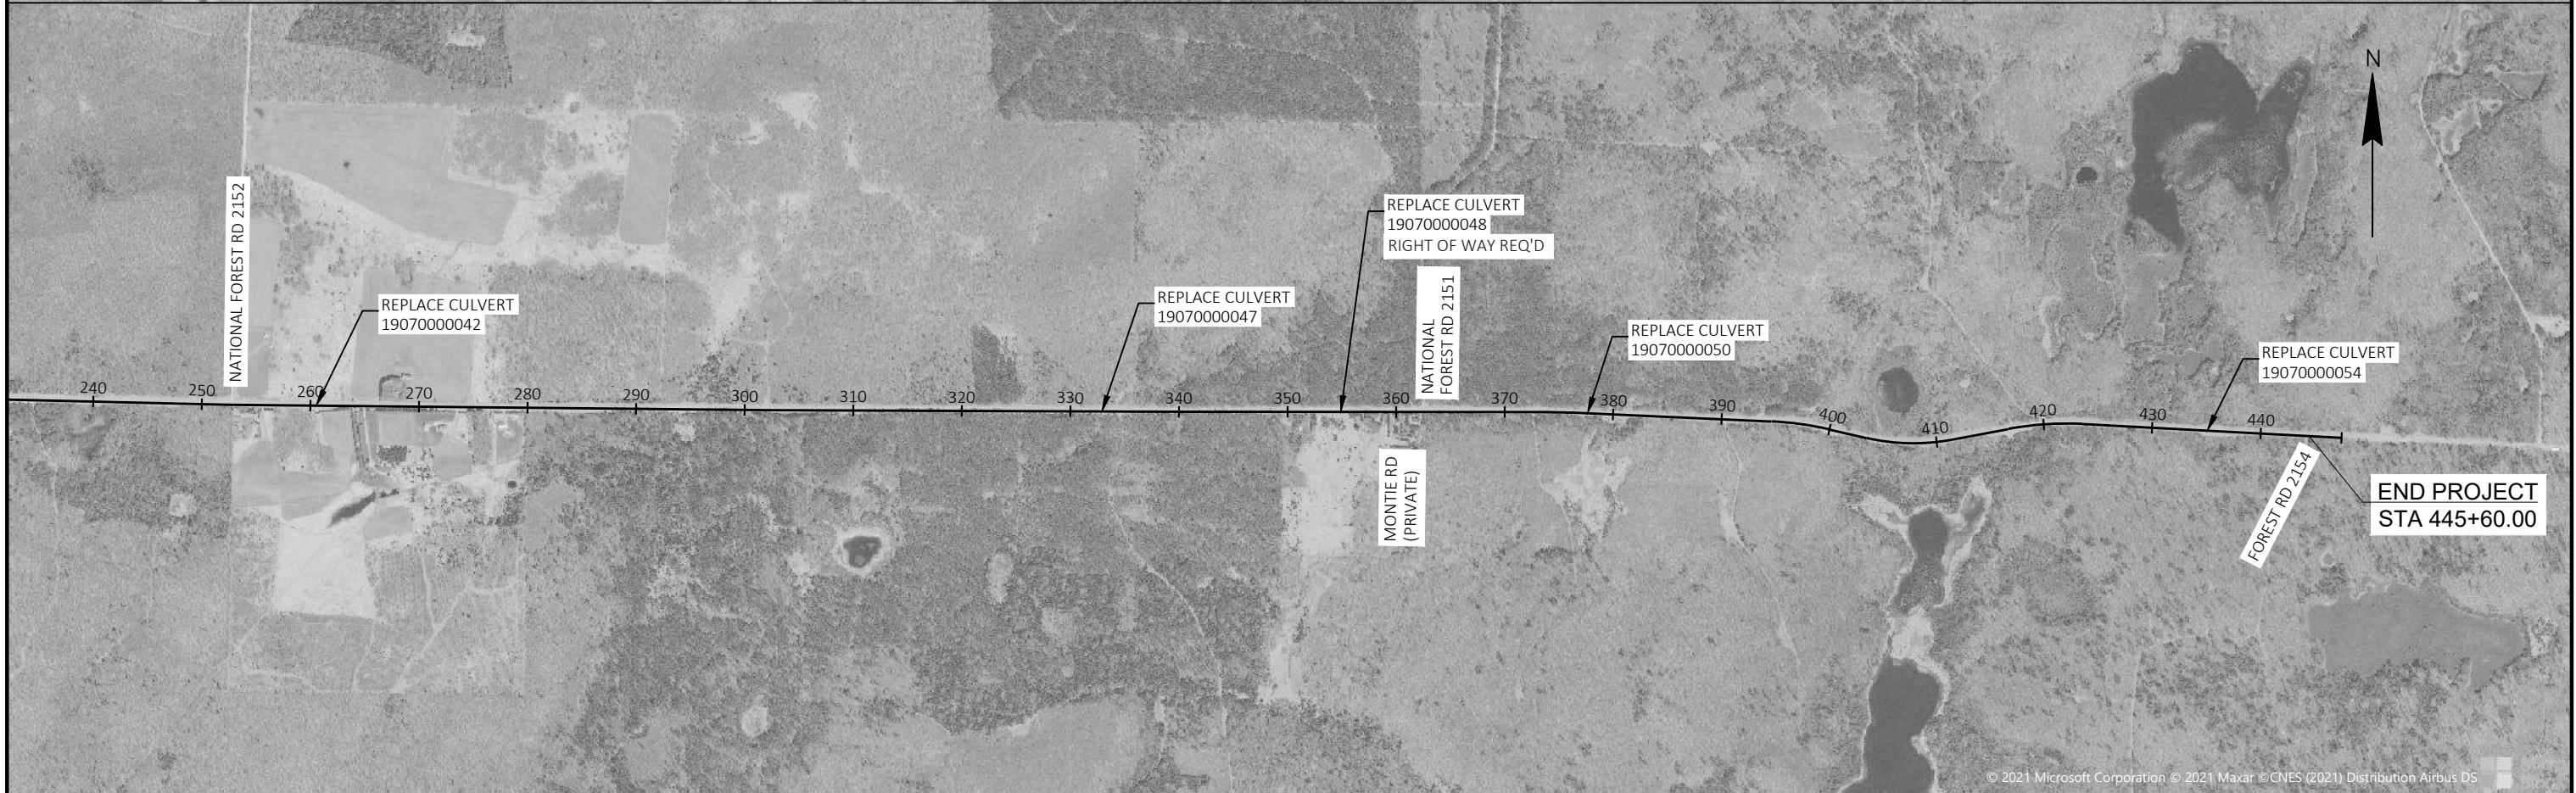 N
NATIONAL FOREST RD 2152
REPLACE CULVERT
19070000042
REPLACE CULVERT
19070000047
REPLACE CULVERT
19070000048
RIGHT OF WAY REQ'D
NATIONAL
FOREST RD 2151
REPLACE CULVERT
19070000050
REPLACE CULVERT
19070000054
240
250
260
270
280
290
300
310
320
330
340
350
360
370
380
390
400
410
420
430
440
MONTIE RD
(PRIVATE)
FOREST RD 2154
END PROJECT
STA 445+60.00
© 2021 Microsoft Corporation © 2021 Maxar ©CNES (2021) Distribution Airbus DS